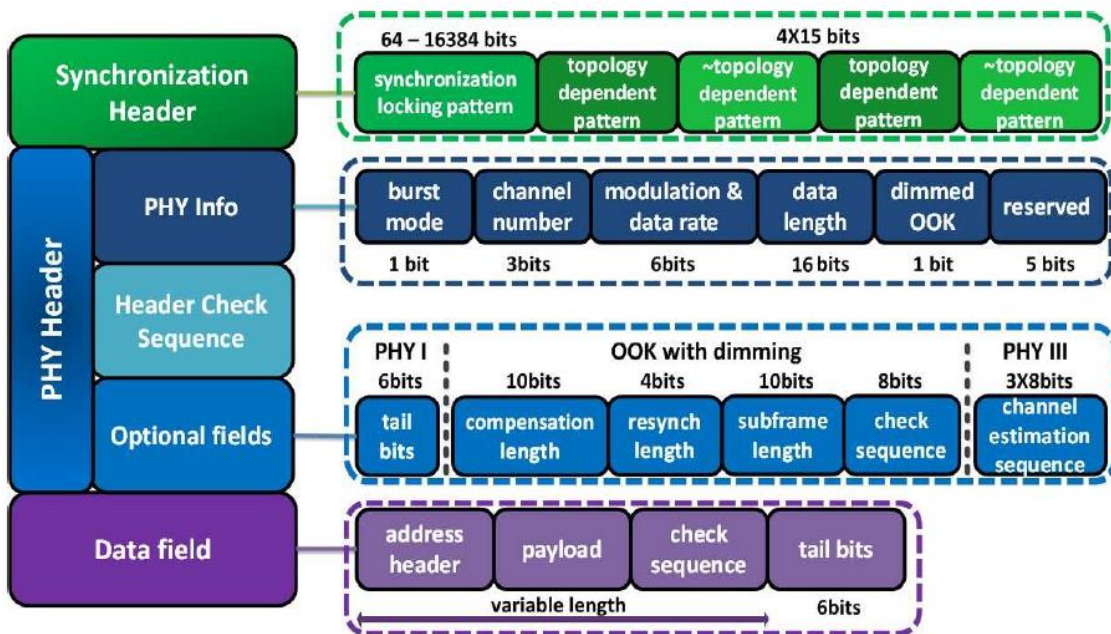 Synchronization
Header
64 – 16384 bits
4X15 bits
synchronization
locking pattern
topology
dependent
pattern
~topology
dependent
pattern
topology
dependent
pattern
~topology
dependent
pattern
PHY Header
PHY Info
burst
mode
channel
number
modulation &
data rate
data
length
dimmed
OOK
reserved
1 bit
3bits
6bits
16bits
1 bit
5 bits
Header Check
Sequence
Optional fields
PHY I
OOK with dimming
PHY III
6bits
10bits
4bits
10bits
8bits
3X8bits
tail
bits
compensation
length
resynch
length
subframe
length
check
sequence
channel
estimation
sequence
Data field
address
header
payload
check
sequence
tail bits
variable length
6bits